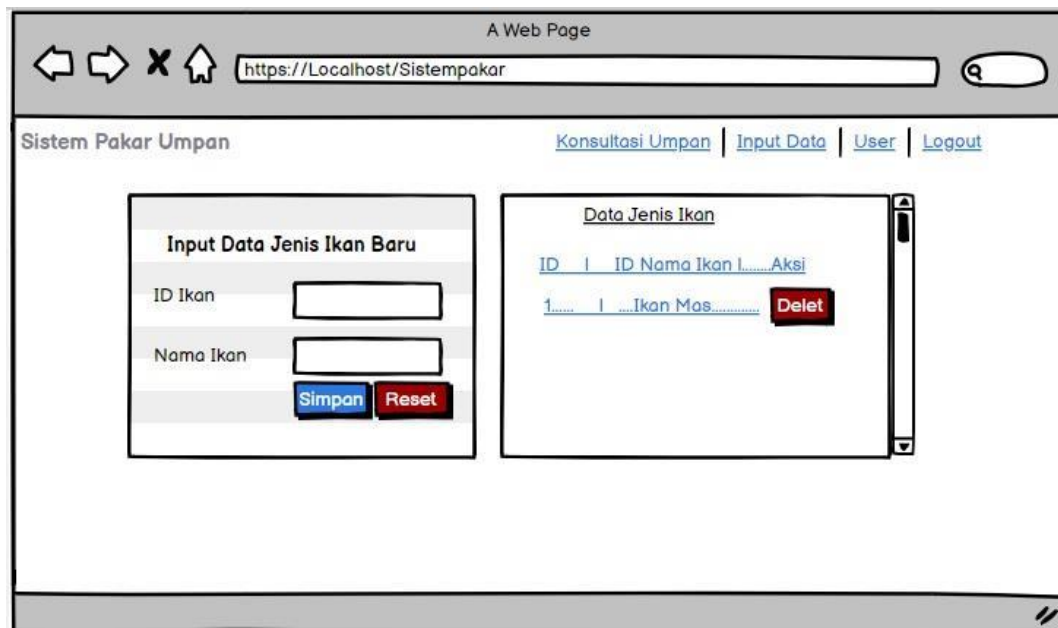 A Web Page
https://Localhost/Sistempakar
Sistem Pakar Umpan
Konsultasi Umpan | Input Data | User | Logout
Input Data Jenis Ikan Baru
ID Ikan
Nama Ikan
Simpan Reset
Data Jenis Ikan
ID | ID Nama Ikan |.......Aksi
1...... | ....Ikan Mas............. Delet